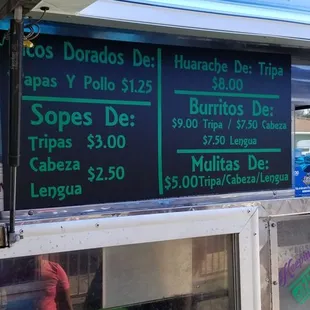 cos Dorados De:
apas Y Pollo $1.25
Sopes De:
Tripas $3.00
Cabeza
$2.50
Lengua
Huarache De: Tripa
$8.00
Burritos De:
$9.00 Tripa / $7.50 Cabeza
$7.50 Lengua
Mulitas De:
$5.00 Tripa/Cabeza/Lengua